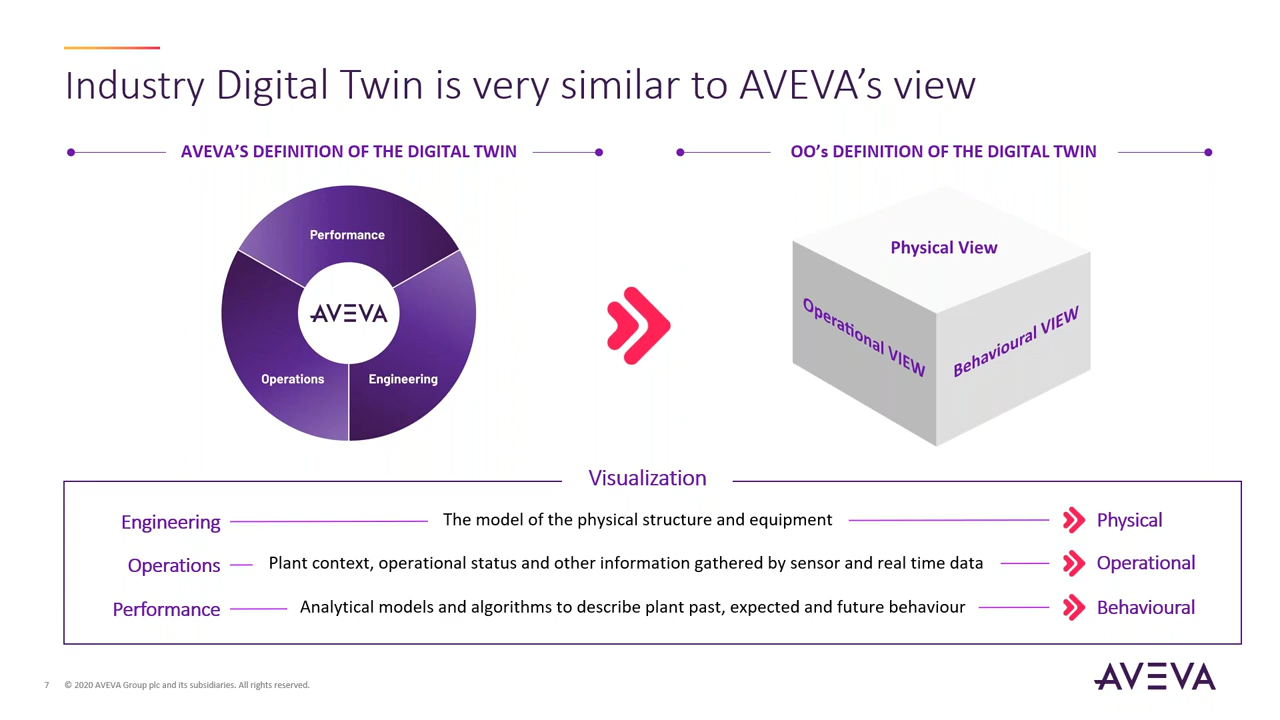 Industry Digital Twin is very similar to AVEVA’s view
AVEVA’S DEFINITION OF THE DIGITAL TWIN
OO’s DEFINITION OF THE DIGITAL TWIN
Performance
AVEVA
Operations
Engineering
Physical View
Operational VIEW
Behavioural VIEW
Visualization
Engineering The model of the physical structure and equipment Physical
Operations Plant context, operational status and other information gathered by sensor and real time data Operational
Performance Analytical models and algorithms to describe plant past, expected and future behaviour Behavioural
7 © 2020 AVEVA Group plc and its subsidiaries. All rights reserved.
AVEVA